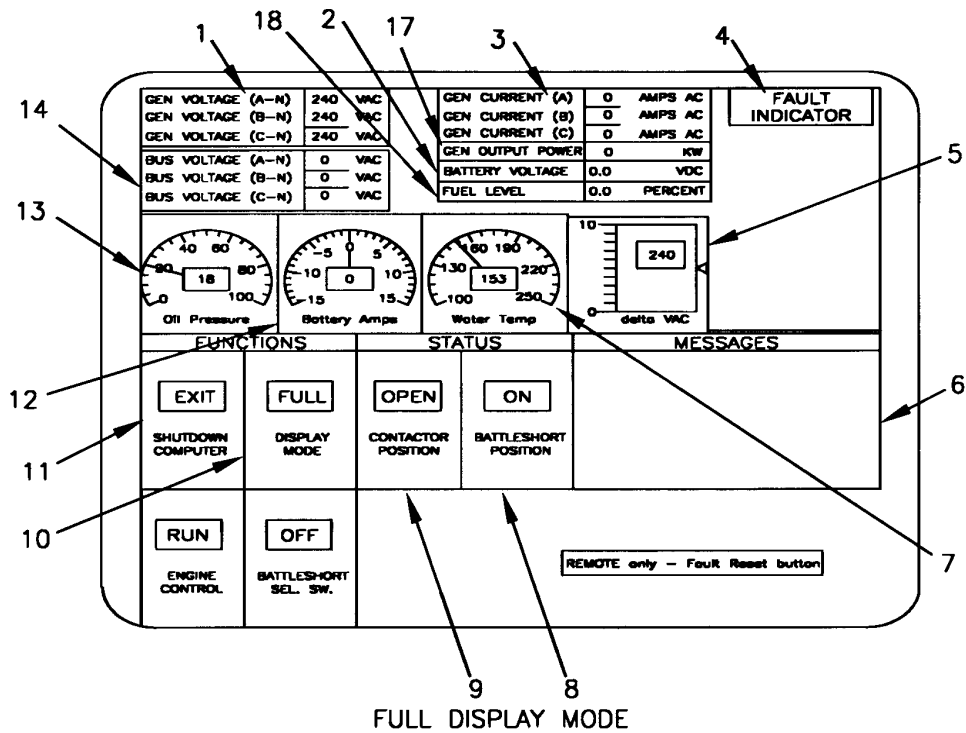 18 2 17 3 4
1
GEN VOLTAGE (A-N) 240 VAC
GEN VOLTAGE (B-N) 240 VAC
GEN VOLTAGE (C-N) 240 VAC
GEN CURRENT (A) 0 AMPS AC
GEN CURRENT (B) 0 AMPS AC
GEN CURRENT (C) 0 AMPS AC
GEN OUTPUT POWER 0 KW
BATTERY VOLTAGE 0.0 VDC
FUEL LEVEL 0.0 PERCENT
FAULT
INDICATOR
14
BUS VOLTAGE (A-N) 0 VAC
BUS VOLTAGE (B-N) 0 VAC
BUS VOLTAGE (C-N) 0 VAC
5
13
0 20 40 60 80 100
18
Oil Pressure
-15 -10 -5 0 5 10 15
0
Battery Amps
100 130 160 190 220 250
153
Water Temp
10
240
0
delta VAC
12
FUNCTIONS STATUS MESSAGES
6
EXIT FULL OPEN ON
SHUTDOWN
COMPUTER
DISPLAY
MODE
CONTACTOR
POSITION
BATTLESHORT
POSITION
11
10
RUN OFF
ENGINE
CONTROL
BATTLESHORT
SEL. SW.
REMOTE only - Fault Reset button
7
9 8
FULL DISPLAY MODE